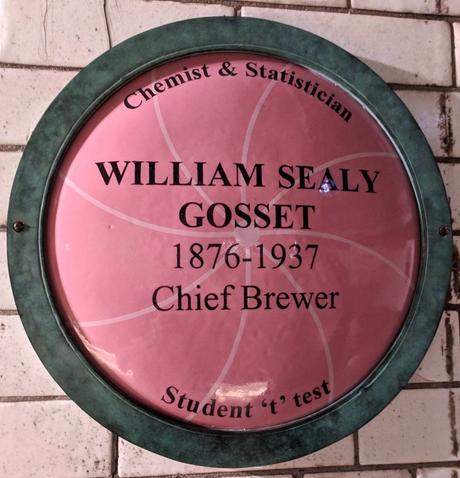 Chemist & Statistician
WILLIAM SEALY
GOSSET
1876-1937
Chief Brewer
Student ‘t’ test